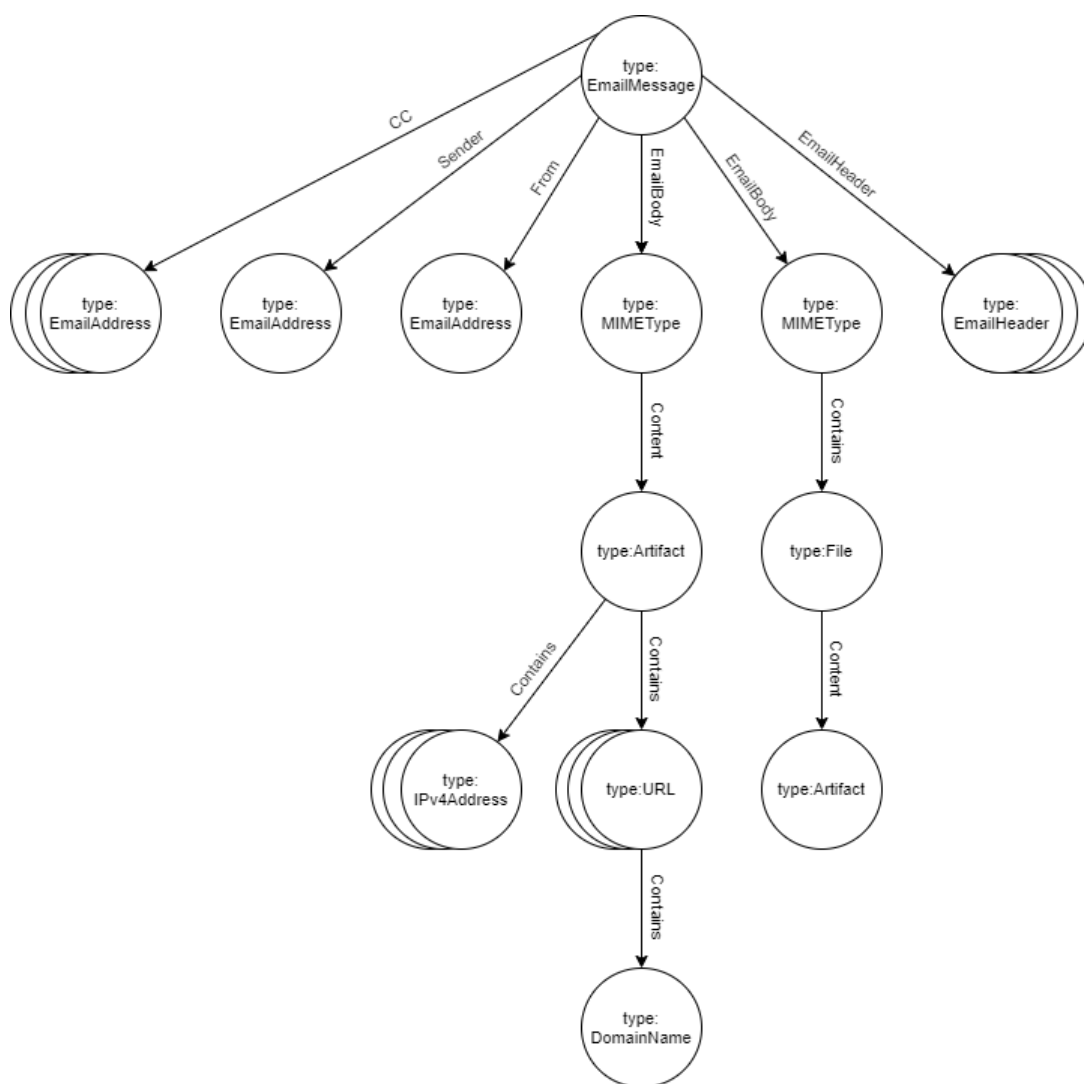 type:
EmailMessage
CC
Sender
From
EmailBody
EmailBody
EmailHeader
type:
EmailAddress
type:
EmailAddress
type:
EmailAddress
type:
MIMEType
type:
MIMEType
type:
EmailHeader
Content
Contains
type:Artifact
type:File
Contains
Contains
Content
type:
IPv4Address
type:URL
type:Artifact
Contains
type:
DomainName